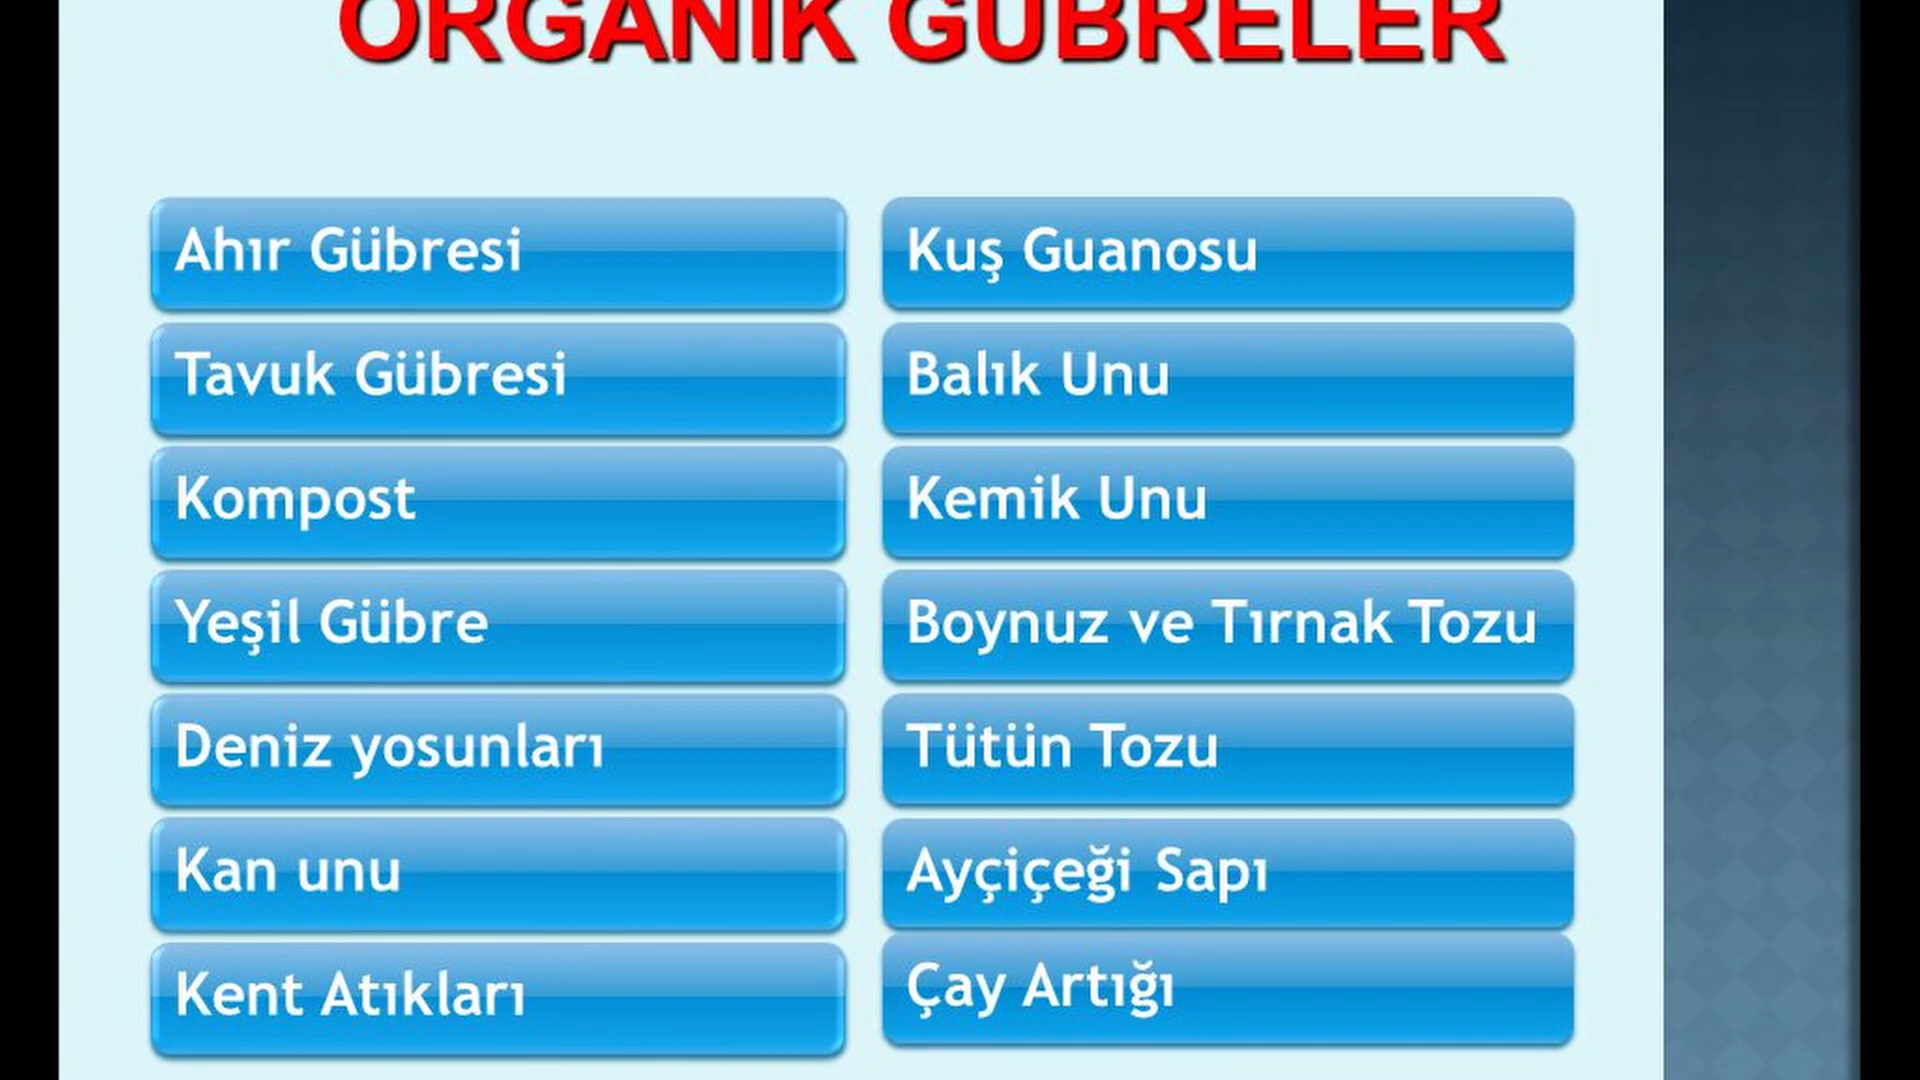 ORGANİK GÜBRELER
Ahır Gübresi
Tavuk Gübresi
Kompost
Yeşil Gübre
Deniz yosunları
Kan unu
Kent Atıkları
Kuş Guanosu
Balık Unu
Kemik Unu
Boynuz ve Tırnak Tozu
Tütün Tozu
Ayçiçeği Sapı
Çay Artığı